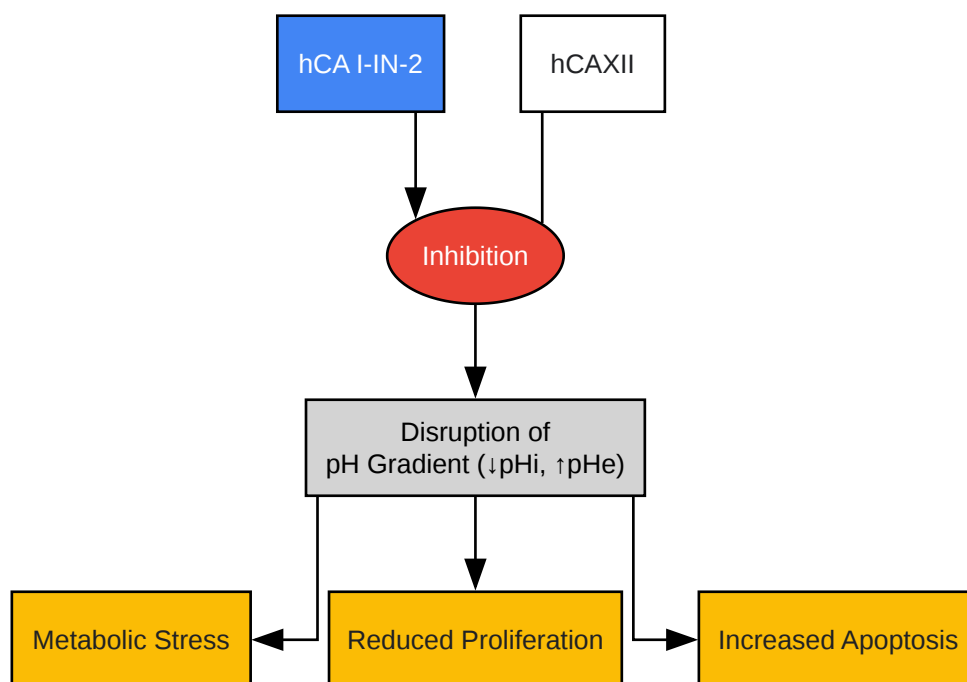 hCA I-IN-2
hCAXII
Inhibition
Disruption of
pH Gradient (↓pHi, ↑pHe)
Metabolic Stress
Reduced Proliferation
Increased Apoptosis